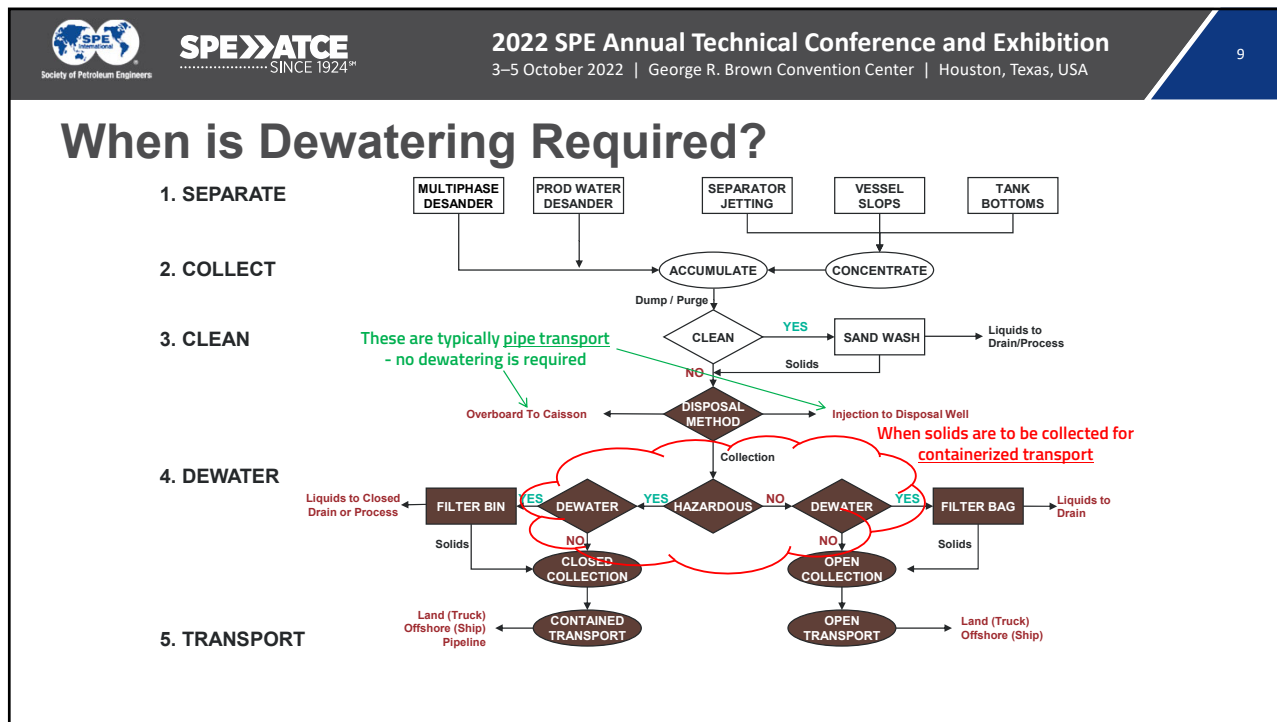 SPE
International
Society of Petroleum Engineers
SPE»ATCE
SINCE 1924℠
2022 SPE Annual Technical Conference and Exhibition
3–5 October 2022 | George R. Brown Convention Center | Houston, Texas, USA
9
When is Dewatering Required?
1. SEPARATE
MULTIPHASE
DESANDER
PROD WATER
DESANDER
SEPARATOR
JETTING
VESSEL
SLOPS
TANK
BOTTOMS
2. COLLECT
ACCUMULATE
CONCENTRATE
Dump / Purge
3. CLEAN
These are typically pipe transport
- no dewatering is required
CLEAN
YES
SAND WASH
Liquids to
Drain/Process
Solids
NO
Overboard To Caisson
DISPOSAL
METHOD
Injection to Disposal Well
When solids are to be collected for
containerized transport
Collection
4. DEWATER
Liquids to Closed
Drain or Process
FILTER BIN
YES
DEWATER
YES
HAZARDOUS
NO
DEWATER
YES
FILTER BAG
Liquids to
Drain
Solids
NO
NO
Solids
CLOSED
COLLECTION
OPEN
COLLECTION
5. TRANSPORT
Land (Truck)
Offshore (Ship)
Pipeline
CONTAINED
TRANSPORT
OPEN
TRANSPORT
Land (Truck)
Offshore (Ship)